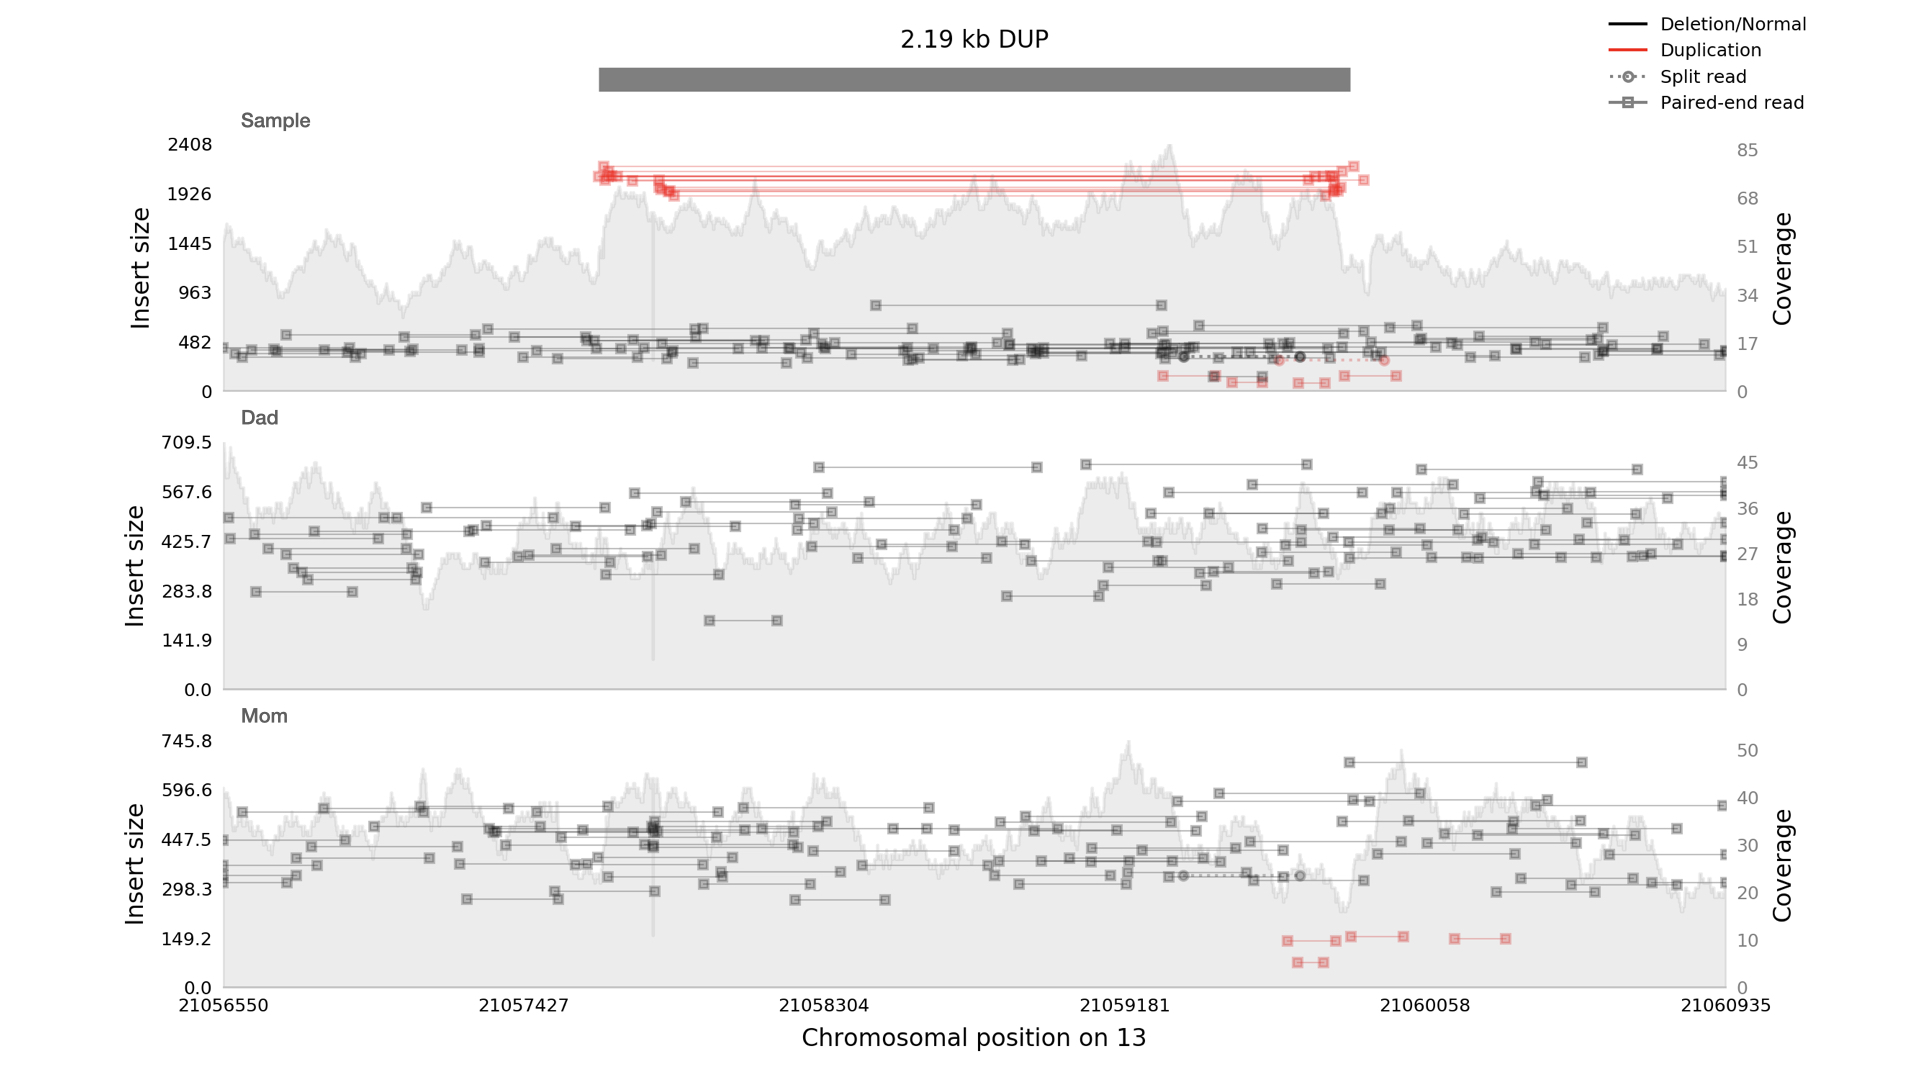 2.19 kb DUP
Deletion/Normal
Duplication
Split read
Paired-end read
Sample
Insert size
2408
1926
1445
963
482
0
Coverage
85
68
51
34
17
0
Dad
Insert size
709.5
567.6
425.7
283.8
141.9
0.0
Coverage
45
36
27
18
9
0
Mom
Insert size
745.8
596.6
447.5
298.3
149.2
0.0
Coverage
50
40
30
20
10
0
21056550 21057427 21058304 21059181 21060058 21060935
Chromosomal position on 13